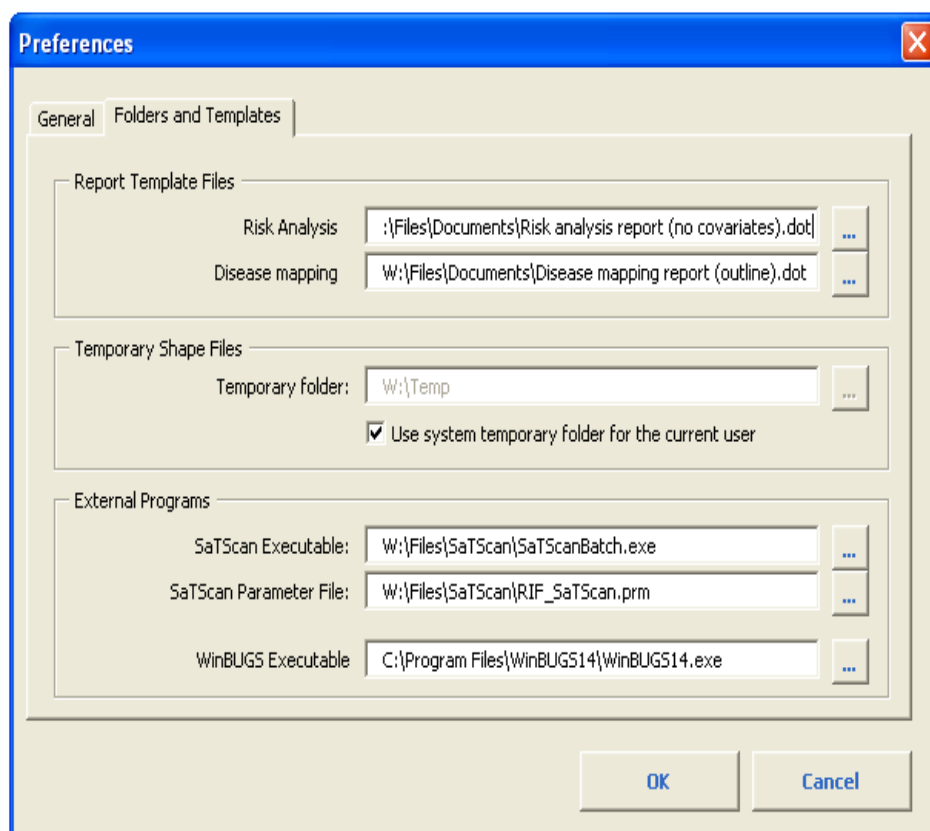 Preferences
General
Folders and Templates
Report Template Files
Risk Analysis :\Files\Documents\Risk analysis report (no covariates).dot ...
Disease mapping W:\Files\Documents\Disease mapping report (outline).dot ...
Temporary Shape Files
Temporary folder: W:\Temp ...
Use system temporary folder for the current user
External Programs
SaTScan Executable: W:\Files\SaTScan\SaTScanBatch.exe ...
SaTScan Parameter File: W:\Files\SaTScan\RIF_SaTScan.prm ...
WinBUGS Executable C:\Program Files\WinBUGS14\WinBUGS14.exe ...
OK Cancel